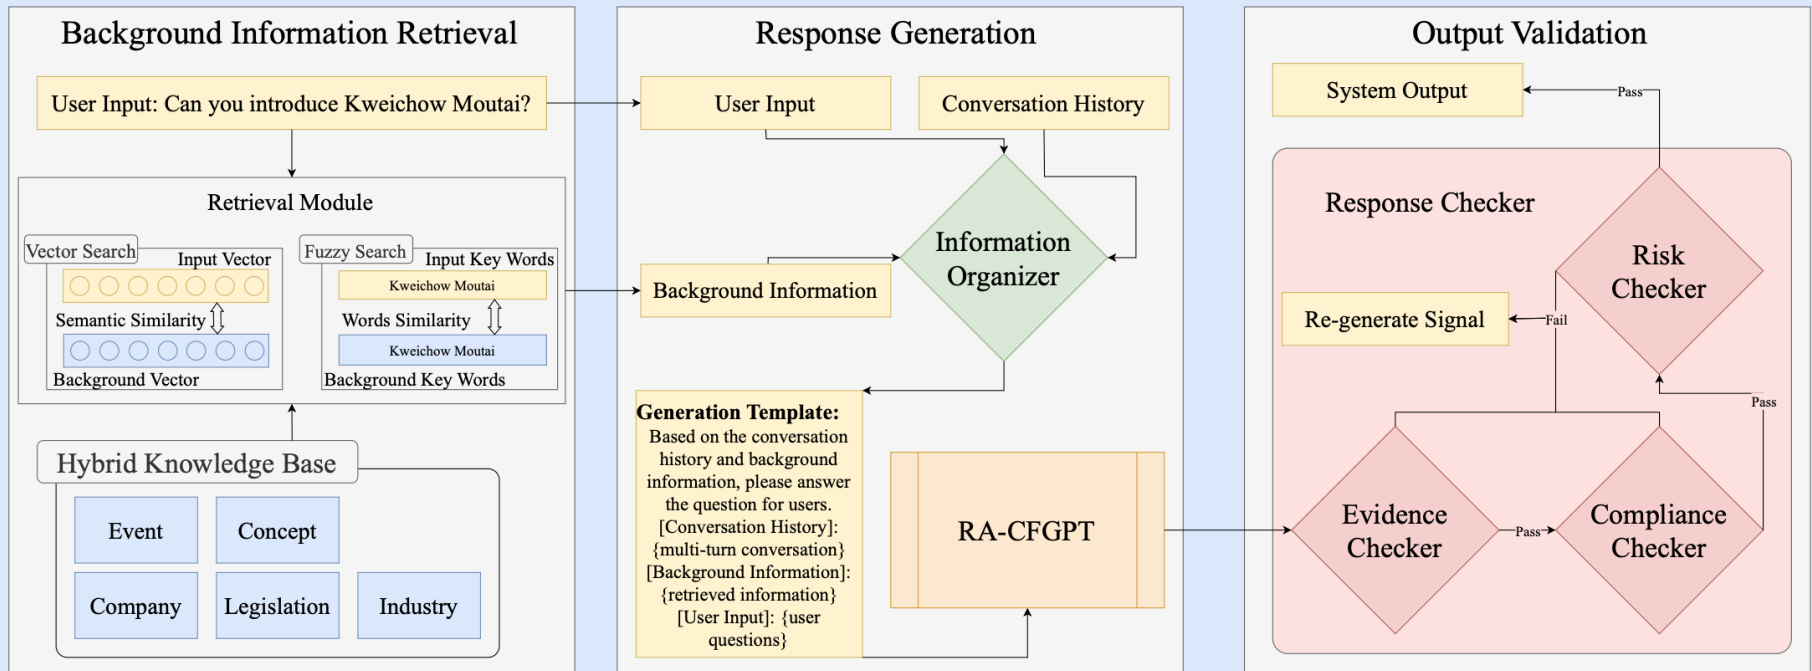 Background Information Retrieval
User Input: Can you introduce Kweichow Moutai?
Retrieval Module
Vector Search
Input Vector
Semantic Similarity
Background Vector
Fuzzy Search
Input Key Words
Kweichow Moutai
Words Similarity
Kweichow Moutai
Background Key Words
Hybrid Knowledge Base
Event
Concept
Company
Legislation
Industry
Response Generation
User Input
Conversation History
Information
Organizer
Background Information
Generation Template:
Based on the conversation
history and background
information, please answer
the question for users.
[Conversation History]:
{multi-turn conversation}
[Background Information]:
{retrieved information}
[User Input]: {user
questions}
RA-CFGPT
Output Validation
System Output
Pass
Response Checker
Risk
Checker
Re-generate Signal
Fail
Pass
Evidence
Checker
Pass
Compliance
Checker